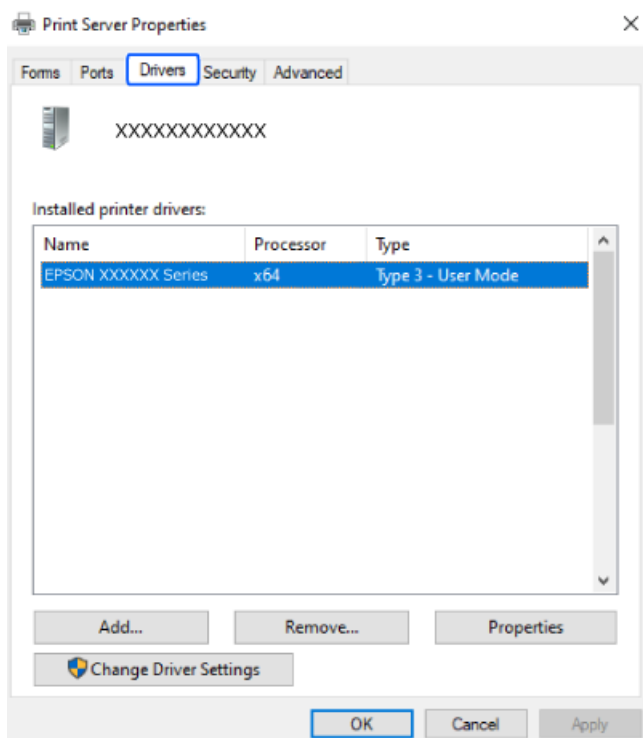 Print Server Properties
Forms Ports Drivers Security Advanced
XXXXXXXXXXXX
Installed printer drivers:
Name Processor Type
EPSON XXXXXX Series x64 Type 3 - User Mode
Add... Remove... Properties
Change Driver Settings
OK Cancel Apply